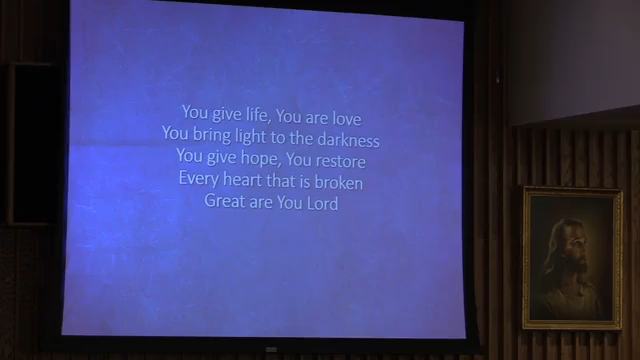 You give life, You are love
You bring light to the darkness
You give hope, You restore
Every heart that is broken
Great are You Lord